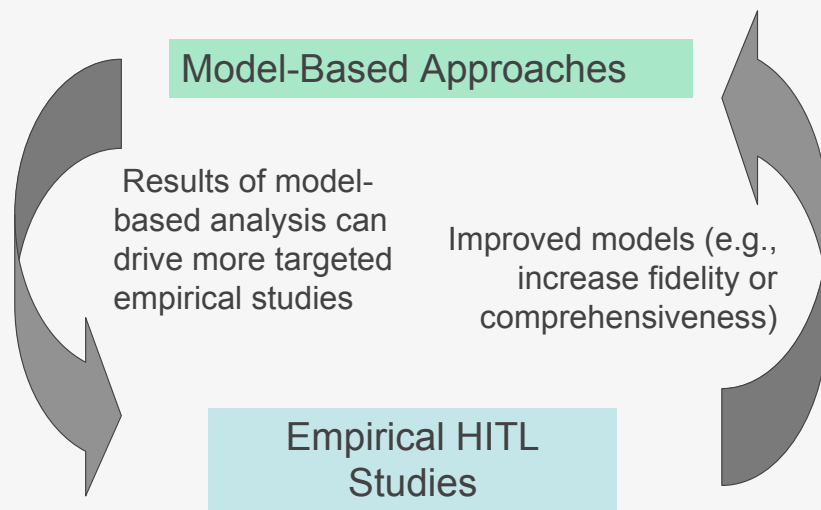 Model-Based Approaches
Results of model-
based analysis can
drive more targeted
empirical studies
Improved models (e.g.,
increase fidelity or
comprehensiveness)
Empirical HITL
Studies